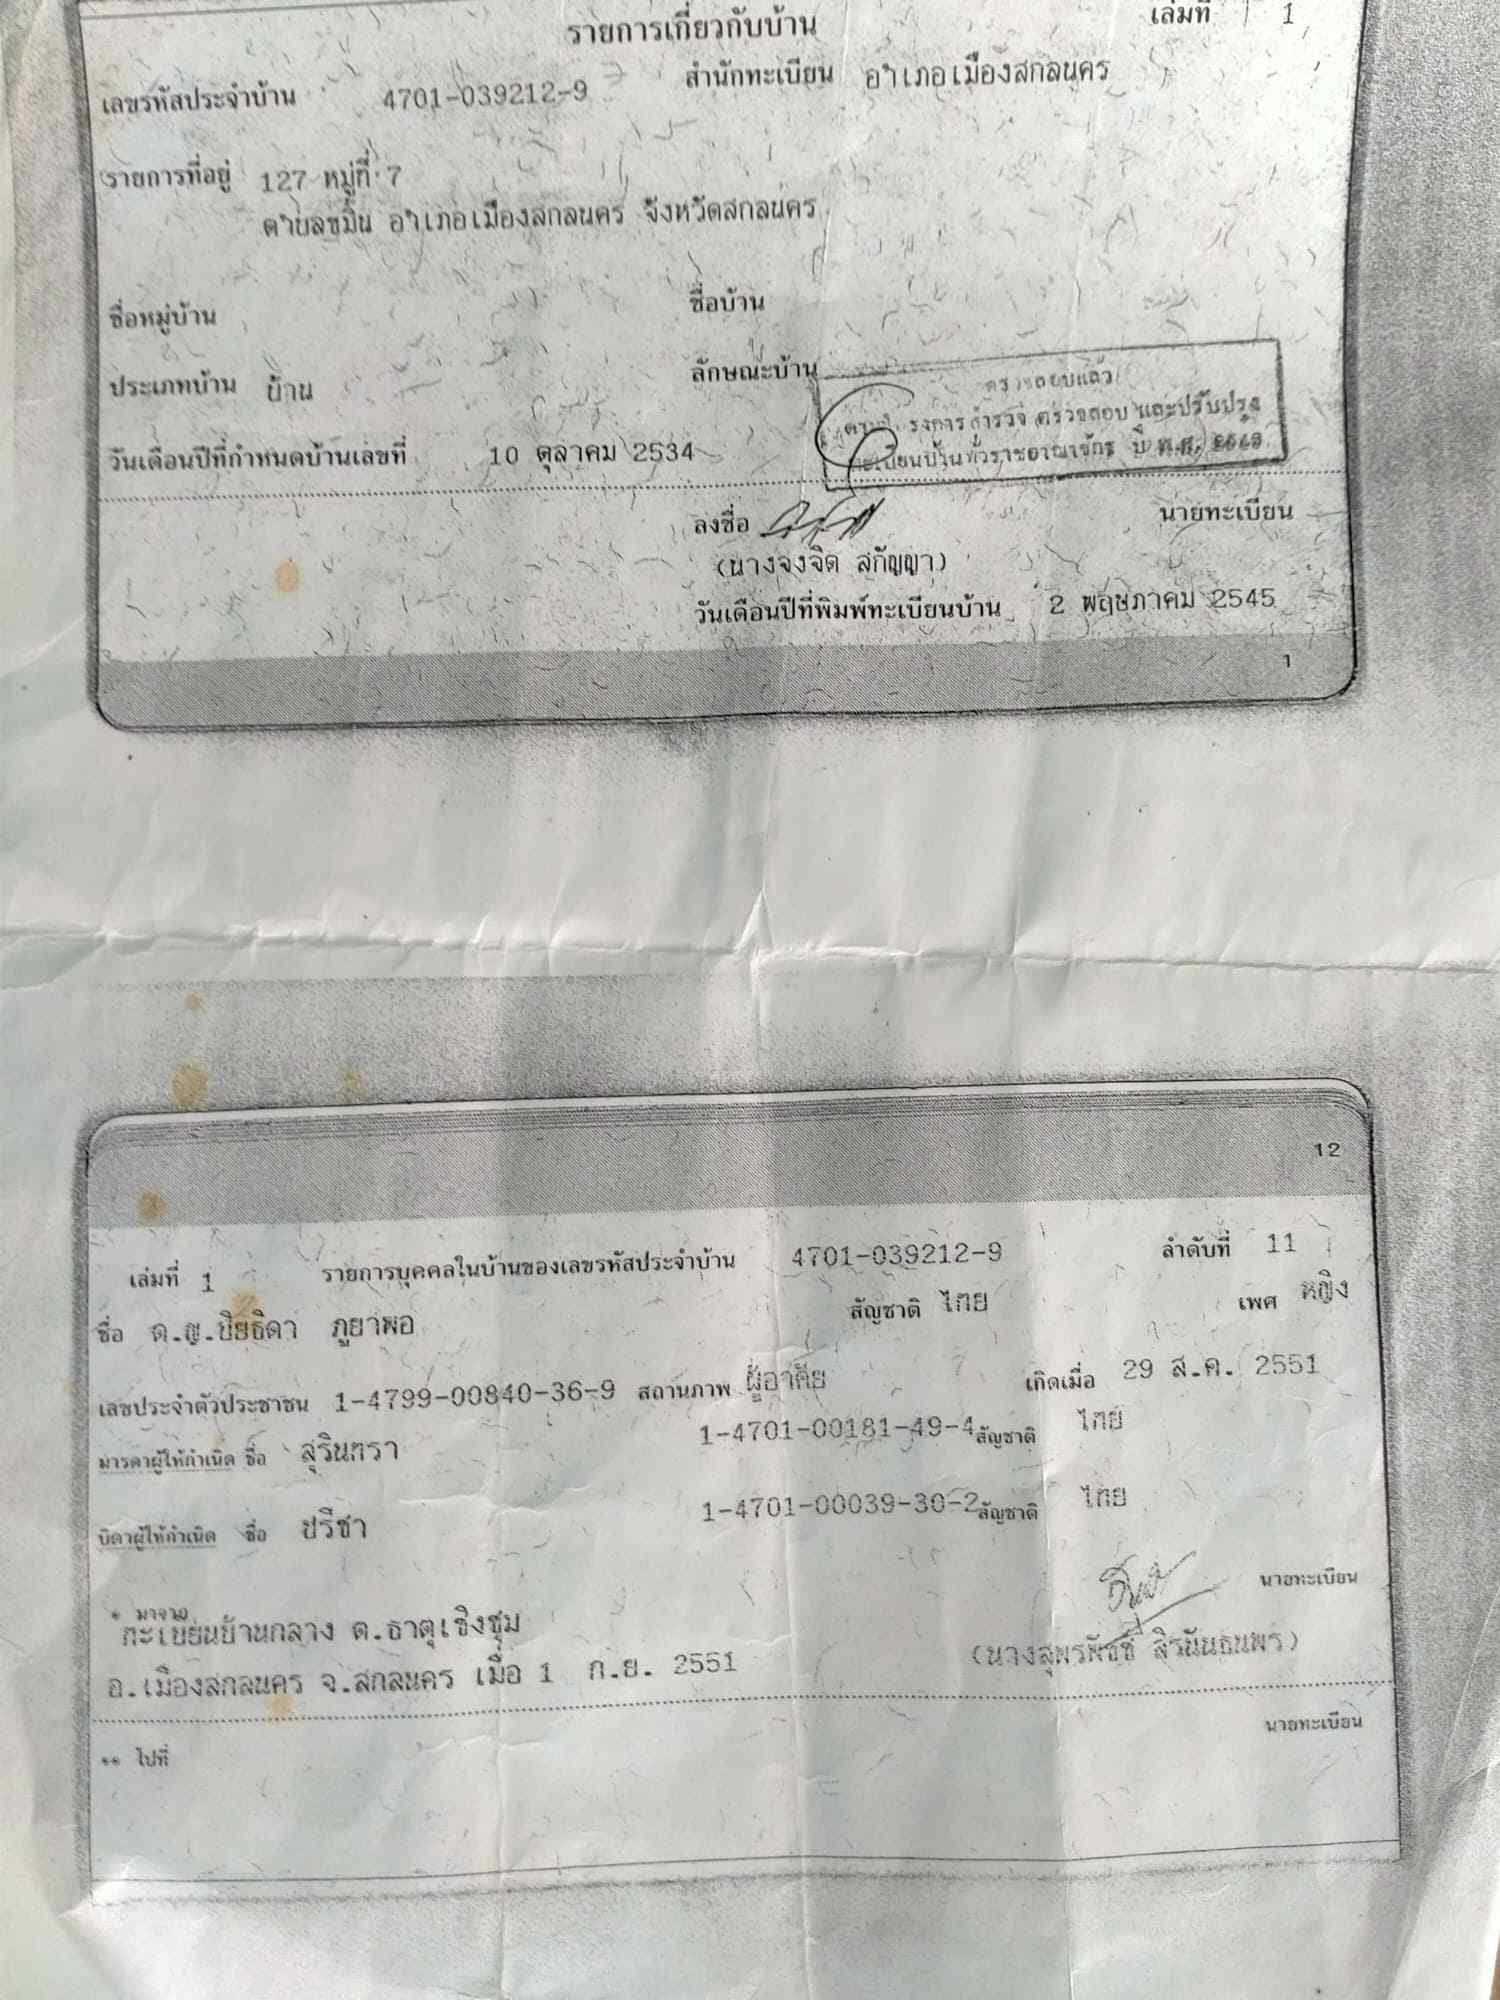 รายการเกี่ยวกับบ้าน เล่มที่ 1
เลขรหัสประจำบ้าน 4701-039212-9 สำนักทะเบียน อำเภอเมืองสกลนคร
รายการที่อยู่ 127 หมู่ที่ 7
ตำบลขมิ้น อำเภอเมืองสกลนคร จังหวัดสกลนคร
ชื่อหมู่บ้าน ชื่อบ้าน
ประเภทบ้าน บ้าน ลักษณะบ้าน
ตรวจสอบแล้ว
สำรวจ ตรวจสอบ และปรับปรุง
วันเดือนปีที่กำหนดบ้านเลขที่ 10 ตุลาคม 2534
ทะเบียนบ้านทั่วราชอาณาจักร ปี พ.ศ.
ลงชื่อ นายทะเบียน
(นางจงจิด สกัญญา)
วันเดือนปีที่พิมพ์ทะเบียนบ้าน 2 พฤษภาคม 2545
1
12
เล่มที่ 1 รายการบุคคลในบ้านของเลขรหัสประจำบ้าน 4701-039212-9 ลำดับที่ 11
ชื่อ ด.ญ.ปิยธิดา ภูยาพอ สัญชาติ ไทย เพศ หญิง
เลขประจำตัวประชาชน 1-4799-00840-36-9 สถานภาพ ผู้อาศัย เกิดเมื่อ 29 ส.ค. 2551
มารดาผู้ให้กำเนิด ชื่อ สุรินทรา 1-4701-00181-49-4 สัญชาติ ไทย
บิดาผู้ให้กำเนิด ชื่อ ปรีชา 1-4701-00039-30-2 สัญชาติ ไทย
* มาจาก นายทะเบียน
ทะเบียนบ้านกลาง ต.ธาตุเชิงชุม
(นางสุพรพัชช์ สิรนันธนพร)
อ.เมืองสกลนคร จ.สกลนคร เมื่อ 1 ก.ย. 2551
นายทะเบียน
** ไปที่